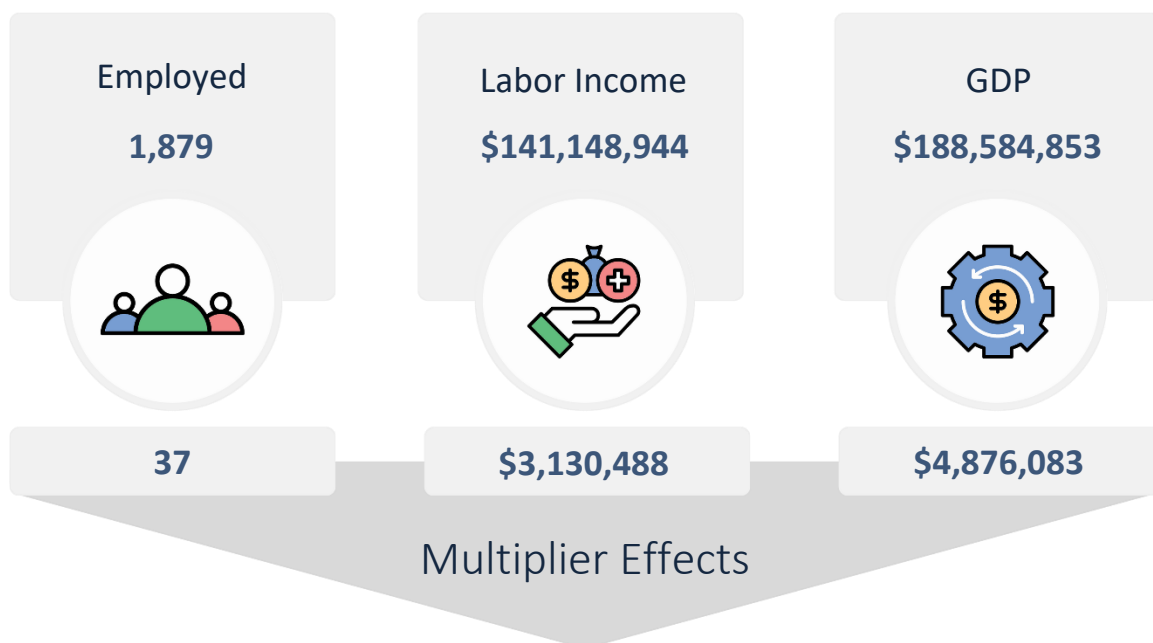 Employed
1,879
Labor Income
$141,148,944
GDP
$188,584,853
37
$3,130,488
$4,876,083
Multiplier Effects